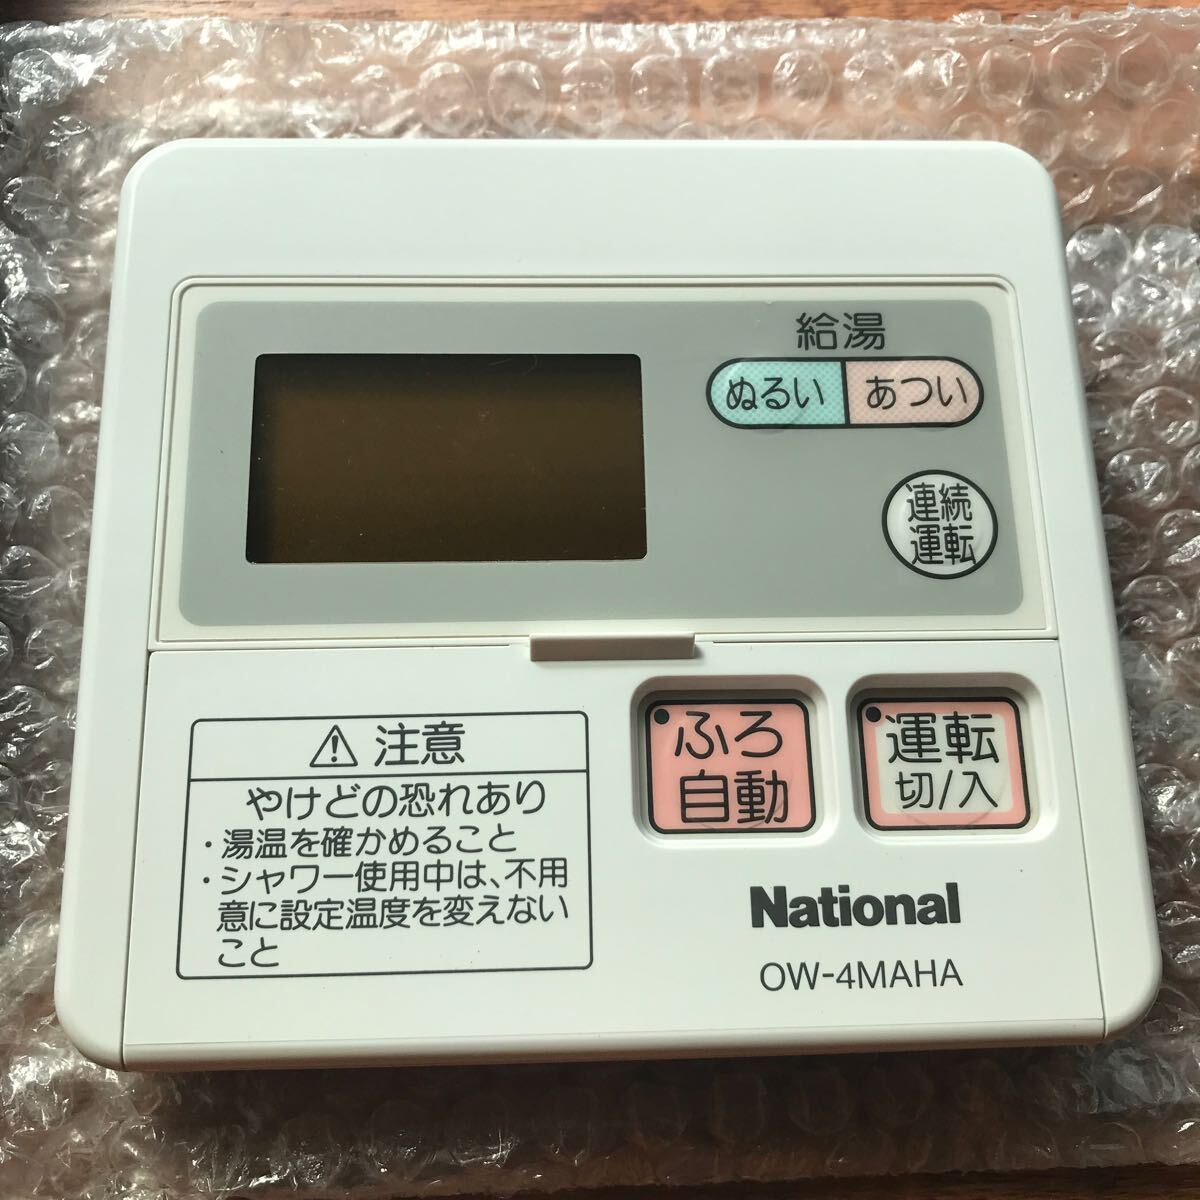 給湯
ぬるい あつい
連続
運転
⚠ 注意
やけどの恐れあり
・湯温を確かめること
・シャワー使用中は、不用
意に設定温度を変えない
こと
ふろ
自動
運転
切/入
National
OW-4MAHA